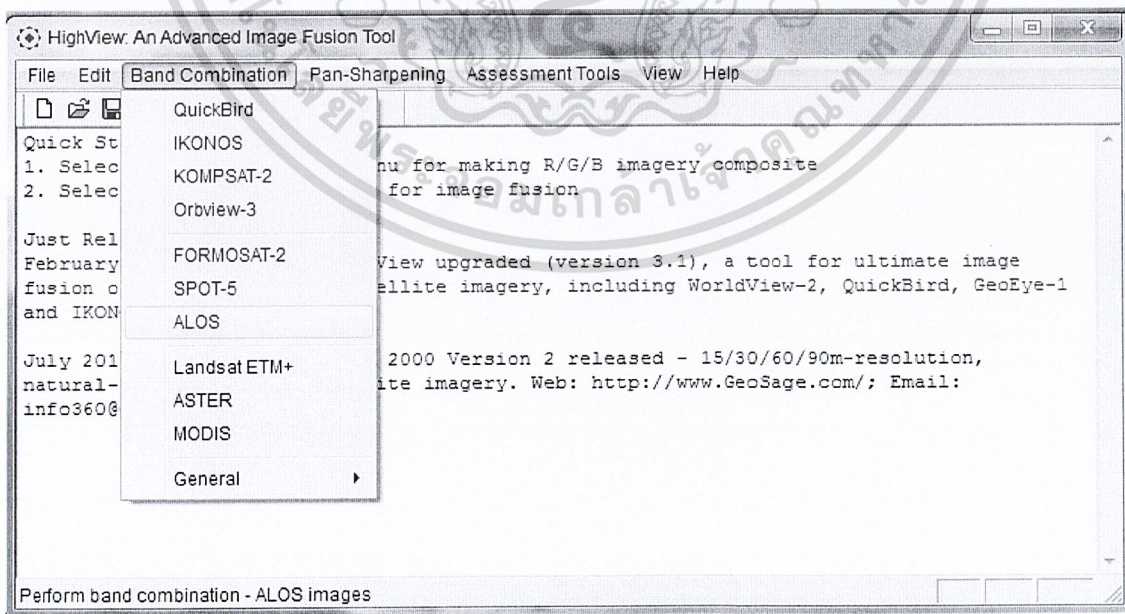 HighView: An Advanced Image Fusion Tool
File Edit Band Combination Pan-Sharpening Assessment Tools View Help
QuickBird
IKONOS
KOMPSAT-2
Orbview-3
FORMOSAT-2
SPOT-5
ALOS
Landsat ETM+
ASTER
MODIS
General
Quick St
1. Selec nu for making R/G/B imagery composite
2. Selec for image fusion
Just Rel
February View upgraded (version 3.1), a tool for ultimate image
fusion o ellite imagery, including WorldView-2, QuickBird, GeoEye-1
and IKON
July 201 2000 Version 2 released - 15/30/60/90m-resolution,
natural- ite imagery. Web: http://www.GeoSage.com/; Email:
info360@
Perform band combination - ALOS images